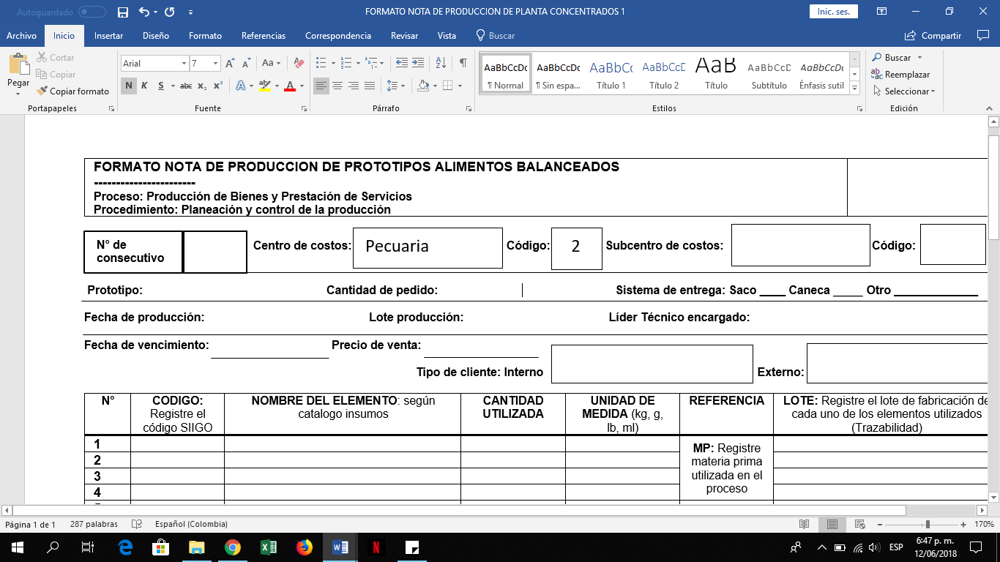 Autoguardado
FORMATO NOTA DE PRODUCCION DE PLANTA CONCENTRADOS 1
Inic. ses.
Archivo Inicio Insertar Diseño Formato Referencias Correspondencia Revisar Vista Buscar Compartir
Pegar
Cortar
Copiar
Copiar formato
Portapapeles
Arial 7
N K S abc x₂ x²
Fuente
Párrafo
AaBbCcDc AaBbCcDc AaBbCc AaBbCcD AaB AaBbCcD AaBbCcDc
¶ Normal ¶ Sin espa... Título 1 Título 2 Título Subtítulo Énfasis sutil
Estilos
Buscar
Reemplazar
Seleccionar
Edición
FORMATO NOTA DE PRODUCCION DE PROTOTIPOS ALIMENTOS BALANCEADOS
-----------------------
Proceso: Producción de Bienes y Prestación de Servicios
Procedimiento: Planeación y control de la producción
N° de
consecutivo
Centro de costos: Pecuaria Código: 2 Subcentro de costos: Código:
Prototipo: Cantidad de pedido: Sistema de entrega: Saco ____ Caneca _____ Otro _____________
Fecha de producción: Lote producción: Líder Técnico encargado:
Fecha de vencimiento: Precio de venta:
Tipo de cliente: Interno Externo:
N°
CODIGO:
Registre el
código SIIGO
NOMBRE DEL ELEMENTO: según
catalogo insumos
CANTIDAD
UTILIZADA
UNIDAD DE
MEDIDA (kg, g,
lb, ml)
REFERENCIA
LOTE: Registre el lote de fabricación de
cada uno de los elementos utilizados
(Trazabilidad)
1
2
3
4
MP: Registre
materia prima
utilizada en el
proceso
Página 1 de 1 287 palabras Español (Colombia) 170%
ESP
6:47 p. m.
12/06/2018